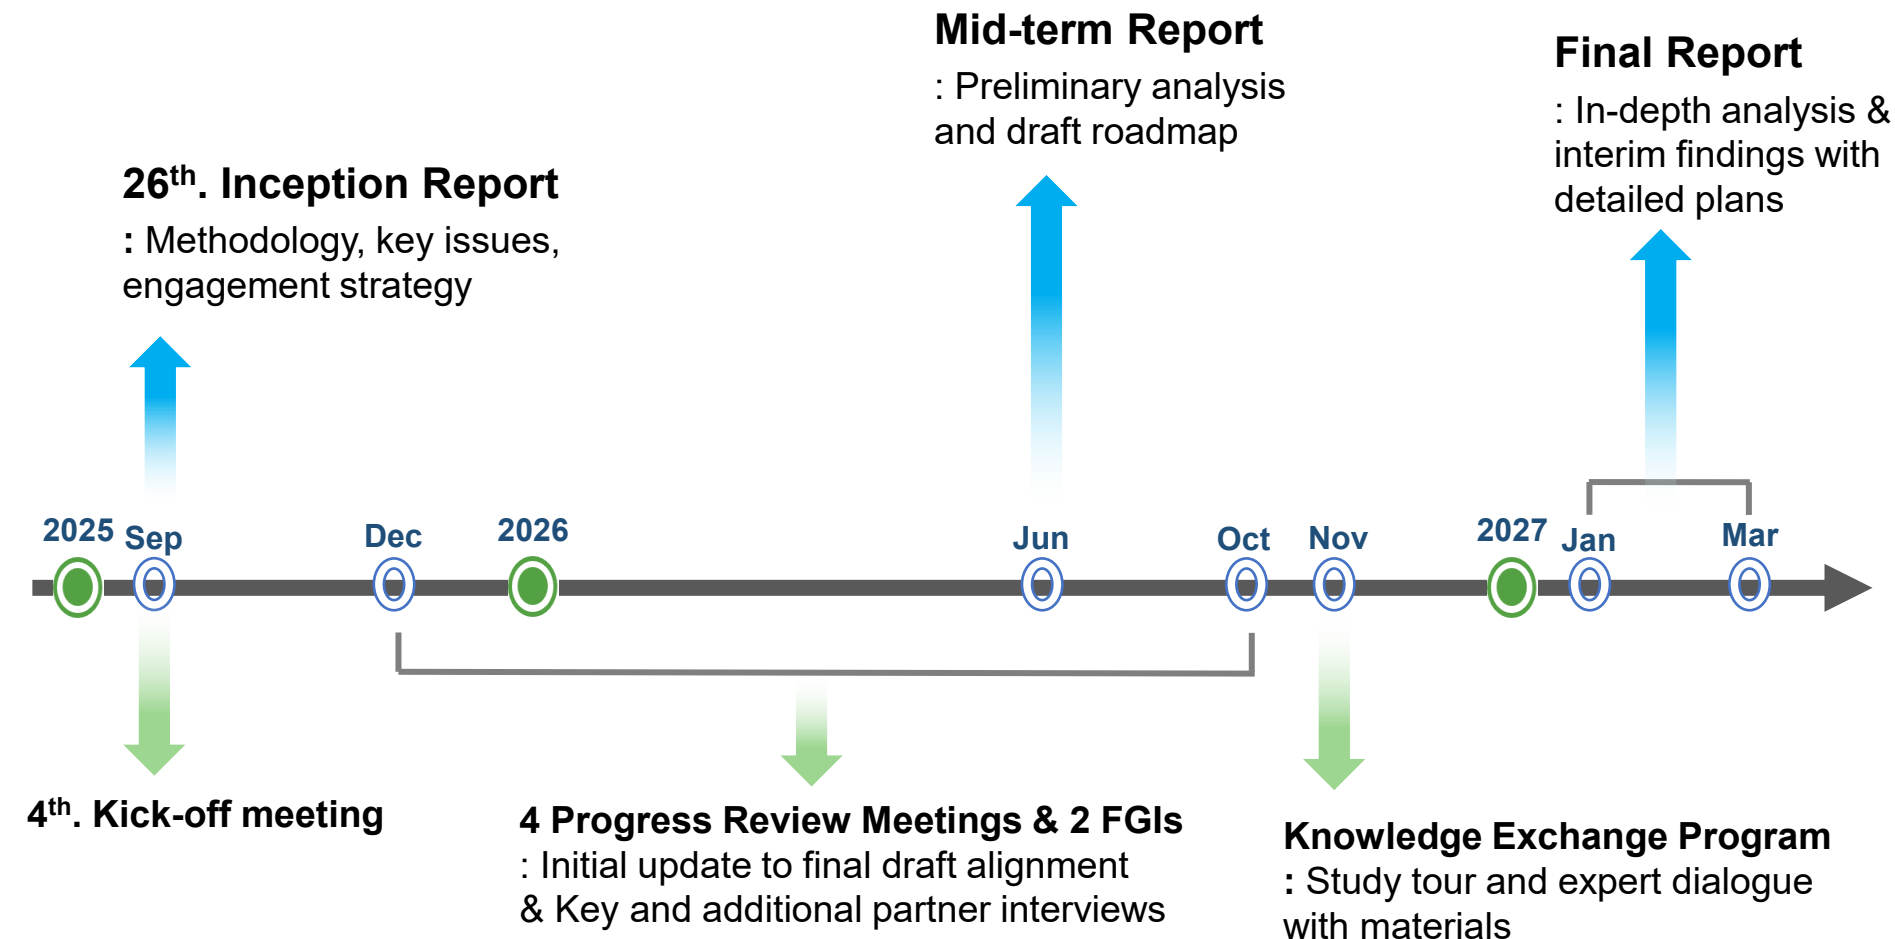 Mid-term Report
: Preliminary analysis
and draft roadmap
Final Report
: In-depth analysis &
interim findings with
detailed plans
26th. Inception Report
: Methodology, key issues,
engagement strategy
2025 Sep Dec 2026 Jun Oct Nov 2027 Jan Mar
4th. Kick-off meeting
4 Progress Review Meetings & 2 FGIs
: Initial update to final draft alignment
& Key and additional partner interviews
Knowledge Exchange Program
: Study tour and expert dialogue
with materials